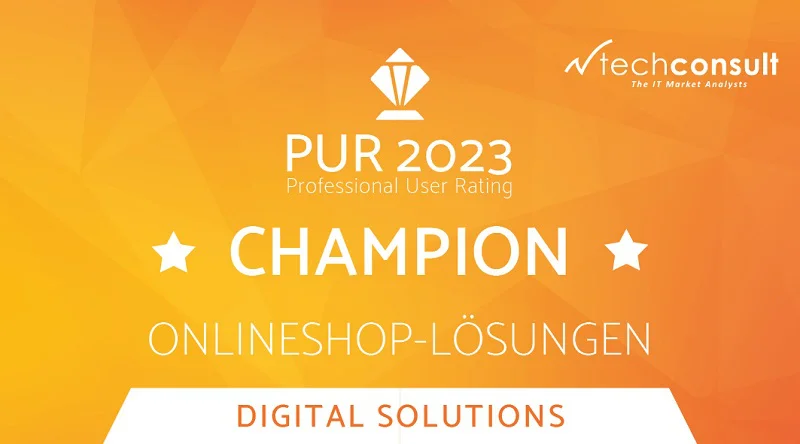 techconsult
The IT Market Analysts
PUR 2023
Professional User Rating
CHAMPION
ONLINESHOP-LÖSUNGEN
DIGITAL SOLUTIONS